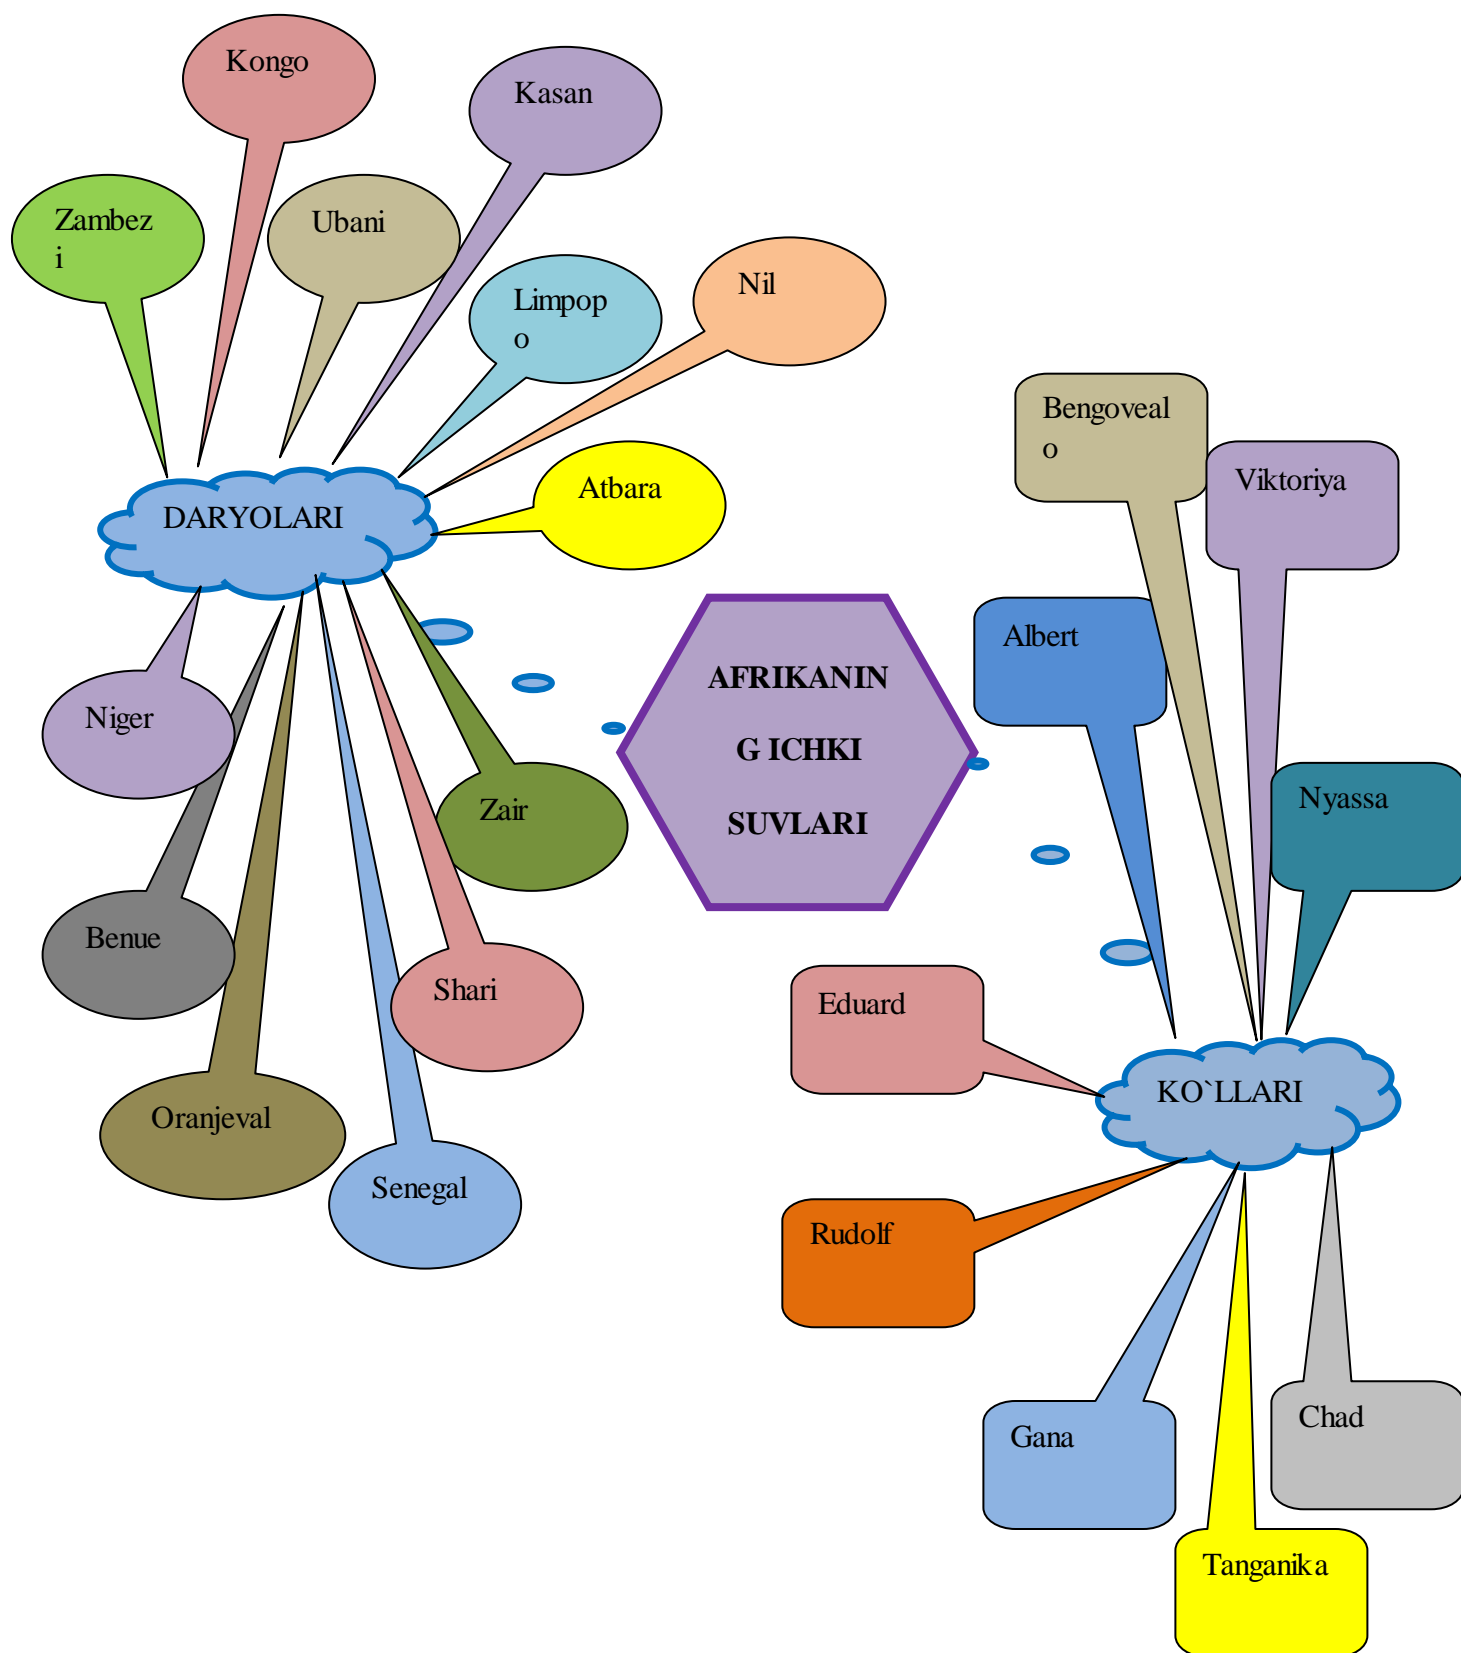 Kongo
Kasan
Zambez
i
Ubani
Limpop
o
Nil
Atbara
DARYOLARI
Niger
Zair
Benue
Shari
Oranjeval
Senegal
AFRIKANIN
G ICHKI
SUVLARI
Bengoveal
o
Viktoriya
Albert
Nyassa
Eduard
KO`LLARI
Rudolf
Gana
Chad
Tanganika